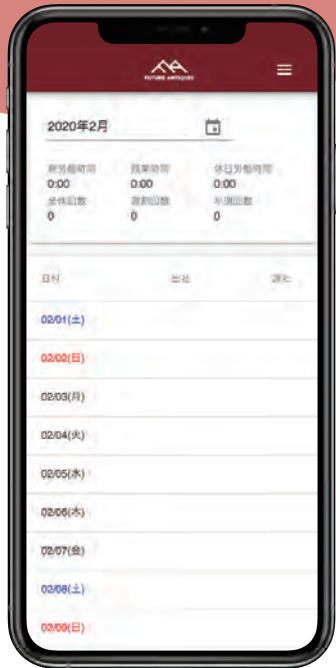 FUTURE ANTIQUES
2020年2月
総労働時間 残業時間 休日労働時間
0:00 0:00 0:00
全休回数 遅刻回数 早退回数
0 0 0
日付 出社 退社
02/01(土)
02/02(日)
02/03(月)
02/04(火)
02/05(水)
02/06(木)
02/07(金)
02/08(土)
02/09(日)